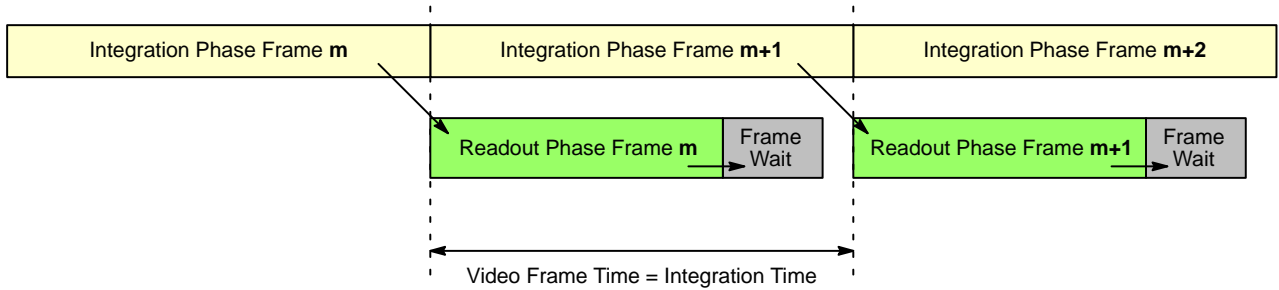 Integration Phase Frame m
Integration Phase Frame m+1
Integration Phase Frame m+2
Readout Phase Frame m
Frame
Wait
Readout Phase Frame m+1
Frame
Wait
Video Frame Time = Integration Time